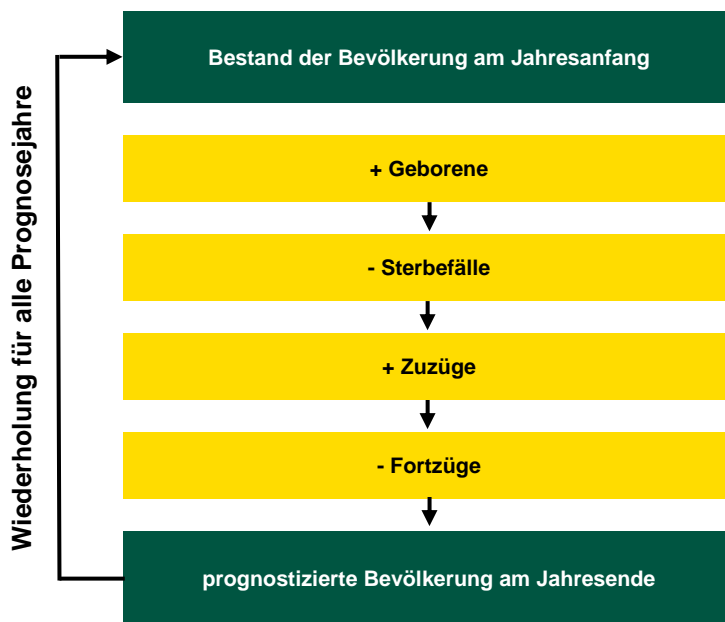 Bestand der Bevölkerung am Jahresanfang
+ Geborene
- Sterbefälle
+ Zuzüge
- Fortzüge
prognostizierte Bevölkerung am Jahresende
Wiederholung für alle Prognosejahre